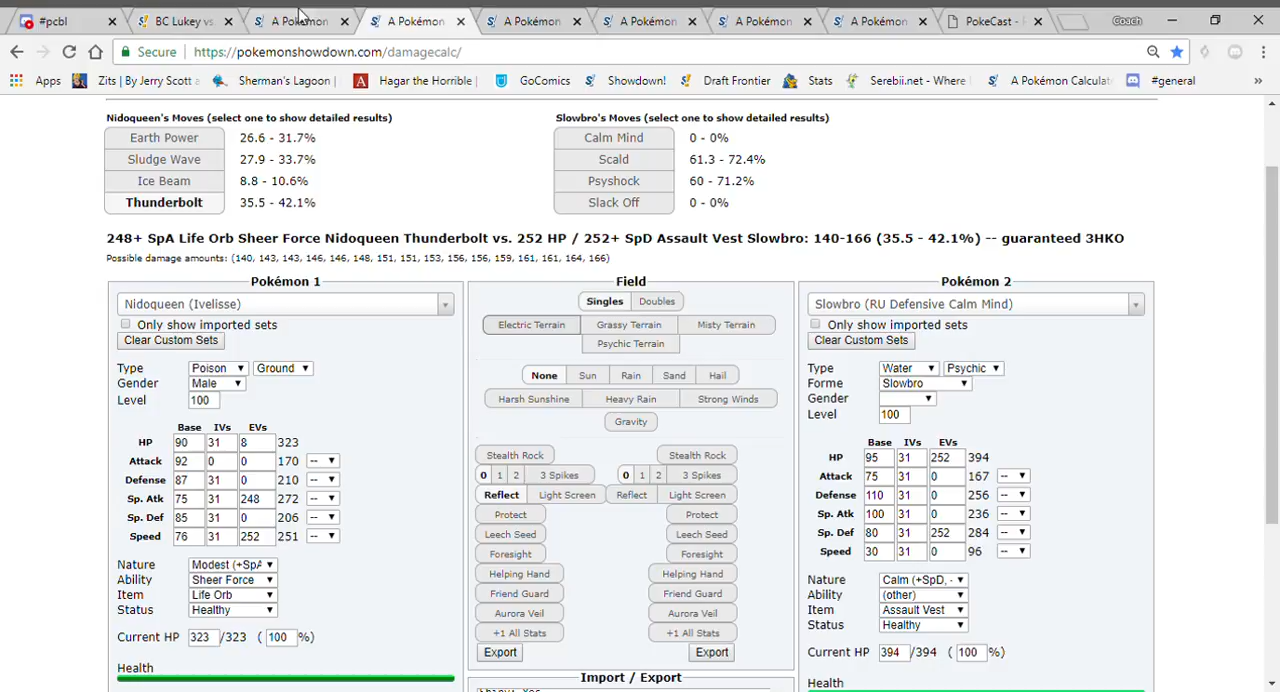 #pcbl × BC Lukey vs. × A Pokémon × A Pokémon × A Pokémon × A Pokémon × A Pokémon × A Pokémon × PokeCast - × Coach
Secure https://pokemonshowdown.com/damagecalc/
Apps Zits | By Jerry Scott a Sherman's Lagoon | Hagar the Horrible | GoComics Showdown! Draft Frontier Stats Serebii.net - Where A Pokémon Calculat #general »
Nidoqueen's Moves (select one to show detailed results) Slowbro's Moves (select one to show detailed results)
Earth Power 26.6 - 31.7% Calm Mind 0 - 0%
Sludge Wave 27.9 - 33.7% Scald 61.3 - 72.4%
Ice Beam 8.8 - 10.6% Psyshock 60 - 71.2%
Thunderbolt 35.5 - 42.1% Slack Off 0 - 0%
248+ SpA Life Orb Sheer Force Nidoqueen Thunderbolt vs. 252 HP / 252+ SpD Assault Vest Slowbro: 140-166 (35.5 - 42.1%) -- guaranteed 3HKO
Possible damage amounts: (140, 143, 143, 146, 146, 148, 151, 151, 153, 156, 156, 159, 161, 161, 164, 166)
Pokémon 1 Field Pokémon 2
Nidoqueen (Ivelisse) Singles Doubles Slowbro (RU Defensive Calm Mind)
Only show imported sets Electric Terrain Grassy Terrain Misty Terrain Only show imported sets
Clear Custom Sets Psychic Terrain Clear Custom Sets
Type Poison Ground None Sun Rain Sand Hail Type Water Psychic
Gender Male Forme Slowbro
Level 100 Harsh Sunshine Heavy Rain Strong Winds Gender
Gravity Level 100
Base IVs EVs Base IVs EVs
HP 90 31 8 323 Stealth Rock Stealth Rock HP 95 31 252 394
Attack 92 0 0 170 -- 0 1 2 3 Spikes 0 1 2 3 Spikes Attack 75 31 0 167 --
Defense 87 31 0 210 -- Reflect Light Screen Reflect Light Screen Defense 110 31 0 256 --
Sp. Atk 75 31 248 272 -- Protect Protect Sp. Atk 100 31 0 236 --
Sp. Def 85 31 0 206 -- Leech Seed Leech Seed Sp. Def 80 31 252 284 --
Speed 76 31 252 251 -- Foresight Foresight Speed 30 31 0 96 --
Nature Modest (+SpA Helping Hand Helping Hand Nature Calm (+SpD, -
Ability Sheer Force Friend Guard Friend Guard Ability (other)
Item Life Orb Aurora Veil Aurora Veil Item Assault Vest
Status Healthy +1 All Stats +1 All Stats Status Healthy
Current HP 323 /323 ( 100 %) Export Export Current HP 394 /394 ( 100 %)
Health Import / Export Health